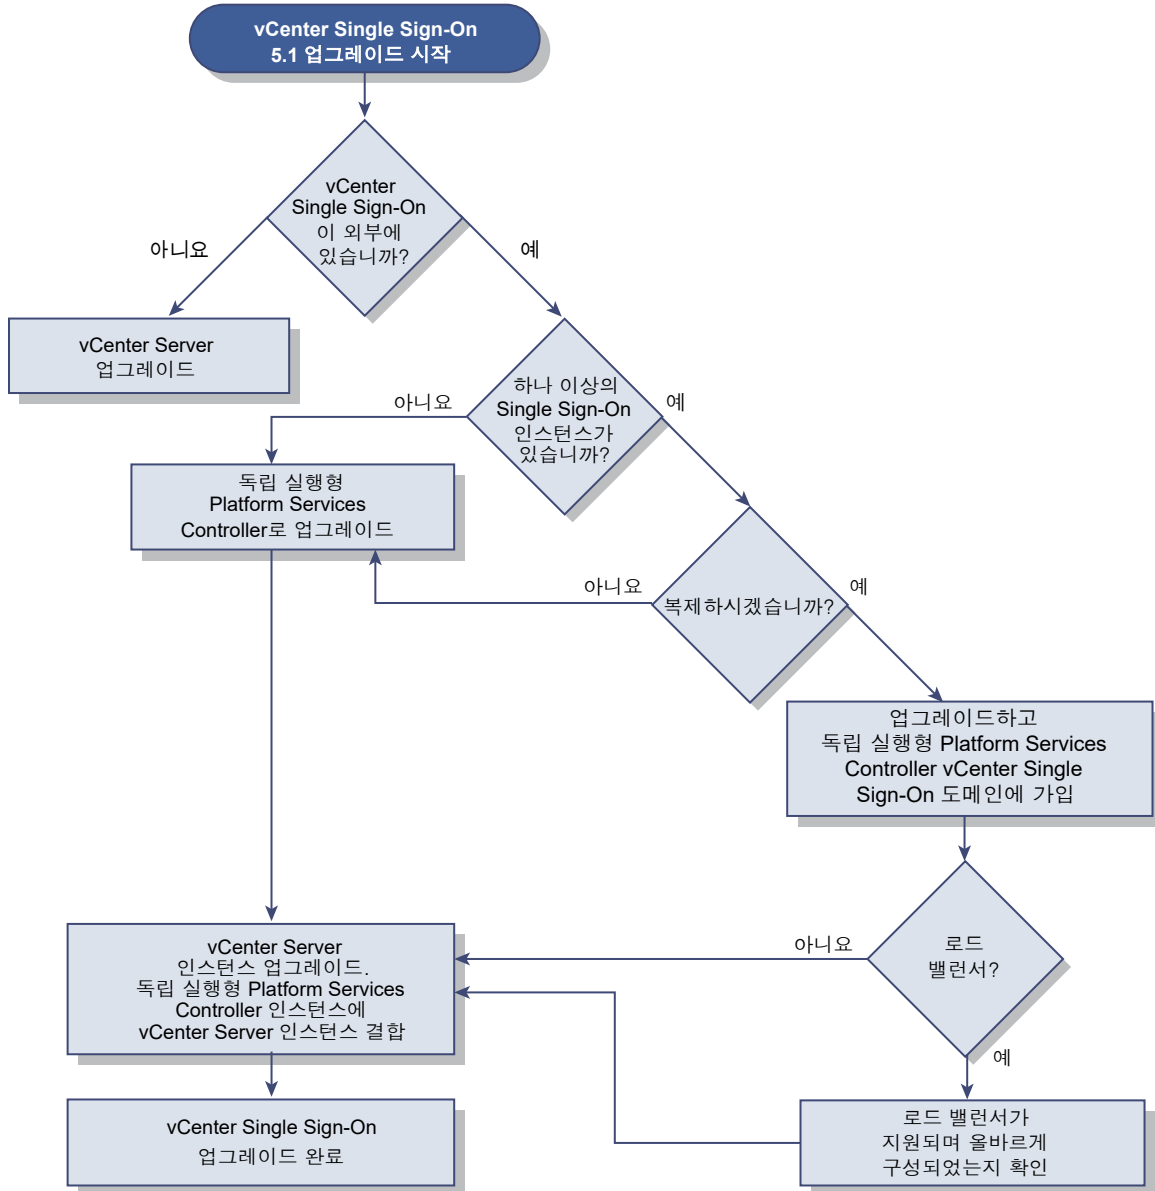 vCenter Single Sign-On
5.1 업그레이드 시작
vCenter
Single Sign-On
이 외부에
있습니까?
아니요
예
vCenter Server
업그레이드
하나 이상의
Single Sign-On
인스턴스가
있습니까?
아니요
예
독립 실행형
Platform Services
Controller로 업그레이드
아니요
예
복제하시겠습니까?
업그레이드하고
독립 실행형 Platform Services
Controller vCenter Single
Sign-On 도메인에 가입
로드
밸런서?
아니요
예
vCenter Server
인스턴스 업그레이드.
독립 실행형 Platform Services
Controller 인스턴스에
vCenter Server 인스턴스 결합
vCenter Single Sign-On
업그레이드 완료
로드 밸런서가
지원되며 올바르게
구성되었는지 확인